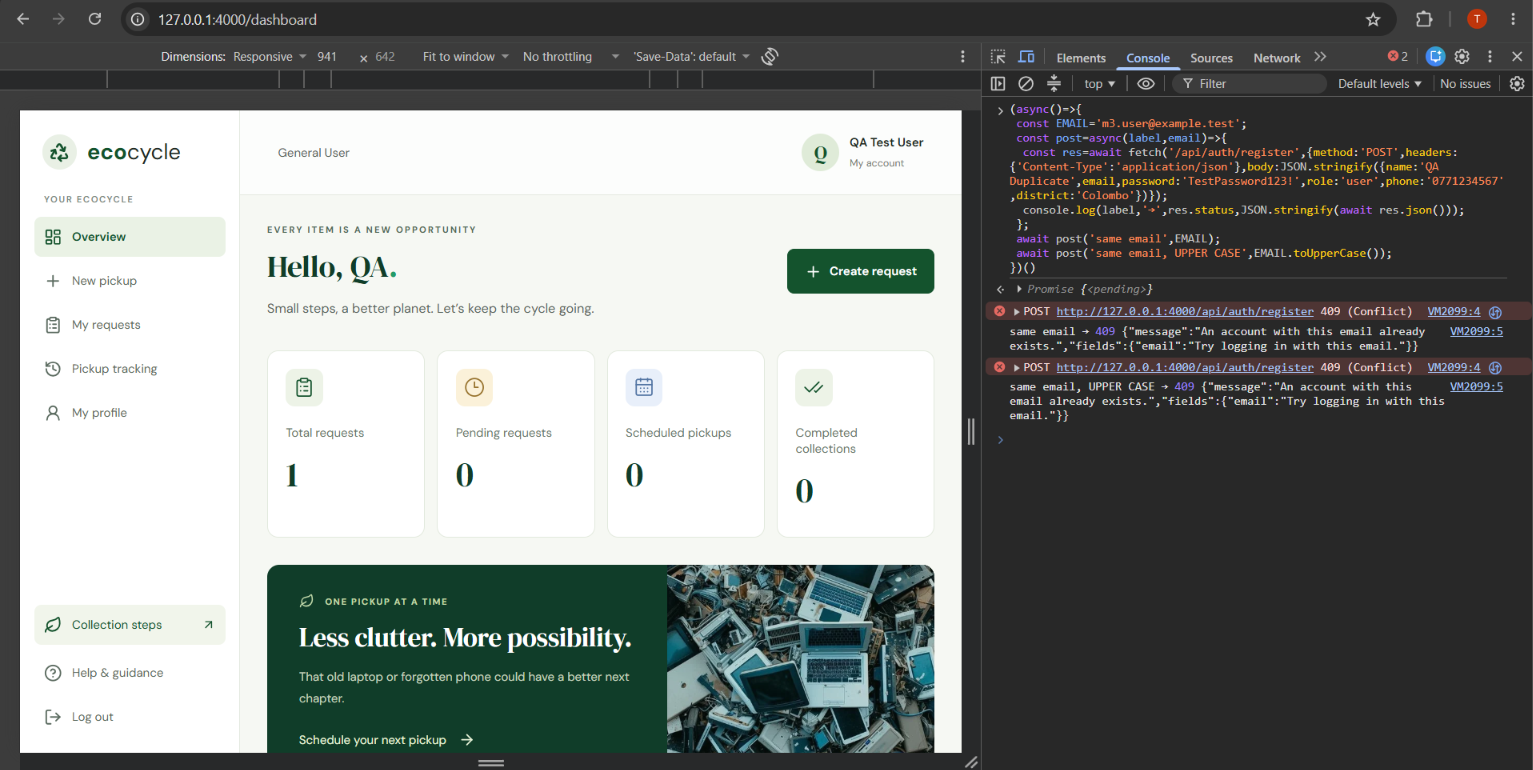 127.0.0.1:4000/dashboard
T
Dimensions: Responsive 941 × 642 Fit to window No throttling 'Save-Data': default
Elements Console Sources Network 2
top Filter Default levels No issues
ecocycle
YOUR ECOCYCLE
Overview
New pickup
My requests
Pickup tracking
My profile
Collection steps
Help & guidance
Log out
General User
Q
QA Test User
My account
EVERY ITEM IS A NEW OPPORTUNITY
Hello, QA.
Small steps, a better planet. Let's keep the cycle going.
Create request
Total requests
1
Pending requests
0
Scheduled pickups
0
Completed
collections
0
ONE PICKUP AT A TIME
Less clutter. More possibility.
That old laptop or forgotten phone could have a better next
chapter.
Schedule your next pickup →
(async()=>{
const EMAIL='m3.user@example.test';
const post=async(label,email)=>{
const res=await fetch('/api/auth/register',{method:'POST',headers:
{'Content-Type':'application/json'},body:JSON.stringify({name:'QA
Duplicate',email,password:'TestPassword123!',role:'user',phone:'0771234567'
,district:'Colombo'})});
console.log(label,'→',res.status,JSON.stringify(await res.json()));
};
await post('same email',EMAIL);
await post('same email, UPPER CASE',EMAIL.toUpperCase());
})()
Promise {<pending>}
POST http://127.0.0.1:4000/api/auth/register 409 (Conflict) VM2099:4
same email → 409 {"message":"An account with this email already VM2099:5
exists.","fields":{"email":"Try logging in with this email."}}
POST http://127.0.0.1:4000/api/auth/register 409 (Conflict) VM2099:4
same email, UPPER CASE → 409 {"message":"An account with this VM2099:5
email already exists.","fields":{"email":"Try logging in with this
email."}}